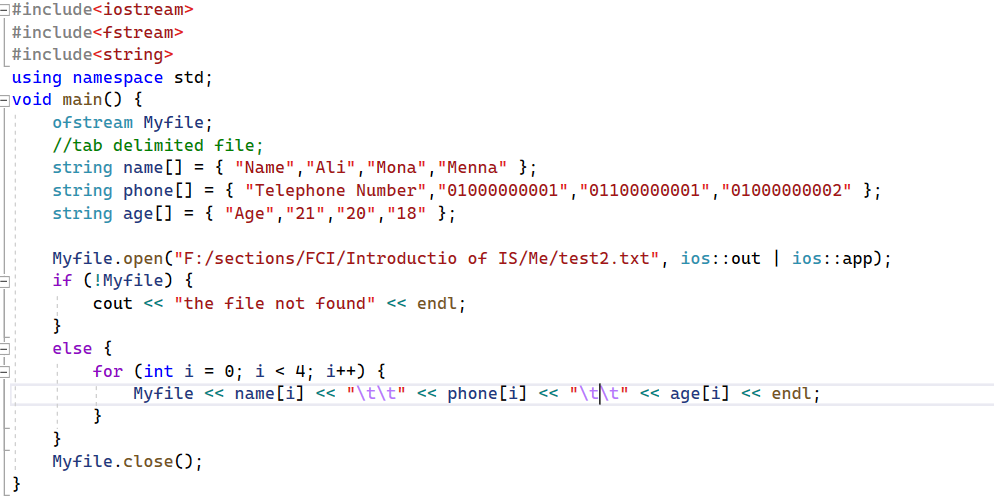 #include<iostream>
#include<fstream>
#include<string>
using namespace std;
void main() {
    ofstream Myfile;
    //tab delimited file;
    string name[] = { "Name","Ali","Mona","Menna" };
    string phone[] = { "Telephone Number","01000000001","01100000001","01000000002" };
    string age[] = { "Age","21","20","18" };

    Myfile.open("F:/sections/FCI/Introductio of IS/Me/test2.txt", ios::out | ios::app);
    if (!Myfile) {
        cout << "the file not found" << endl;
    }
    else {
        for (int i = 0; i < 4; i++) {
            Myfile << name[i] << "\t\t" << phone[i] << "\t\t" << age[i] << endl;
        }
    }
    Myfile.close();
}